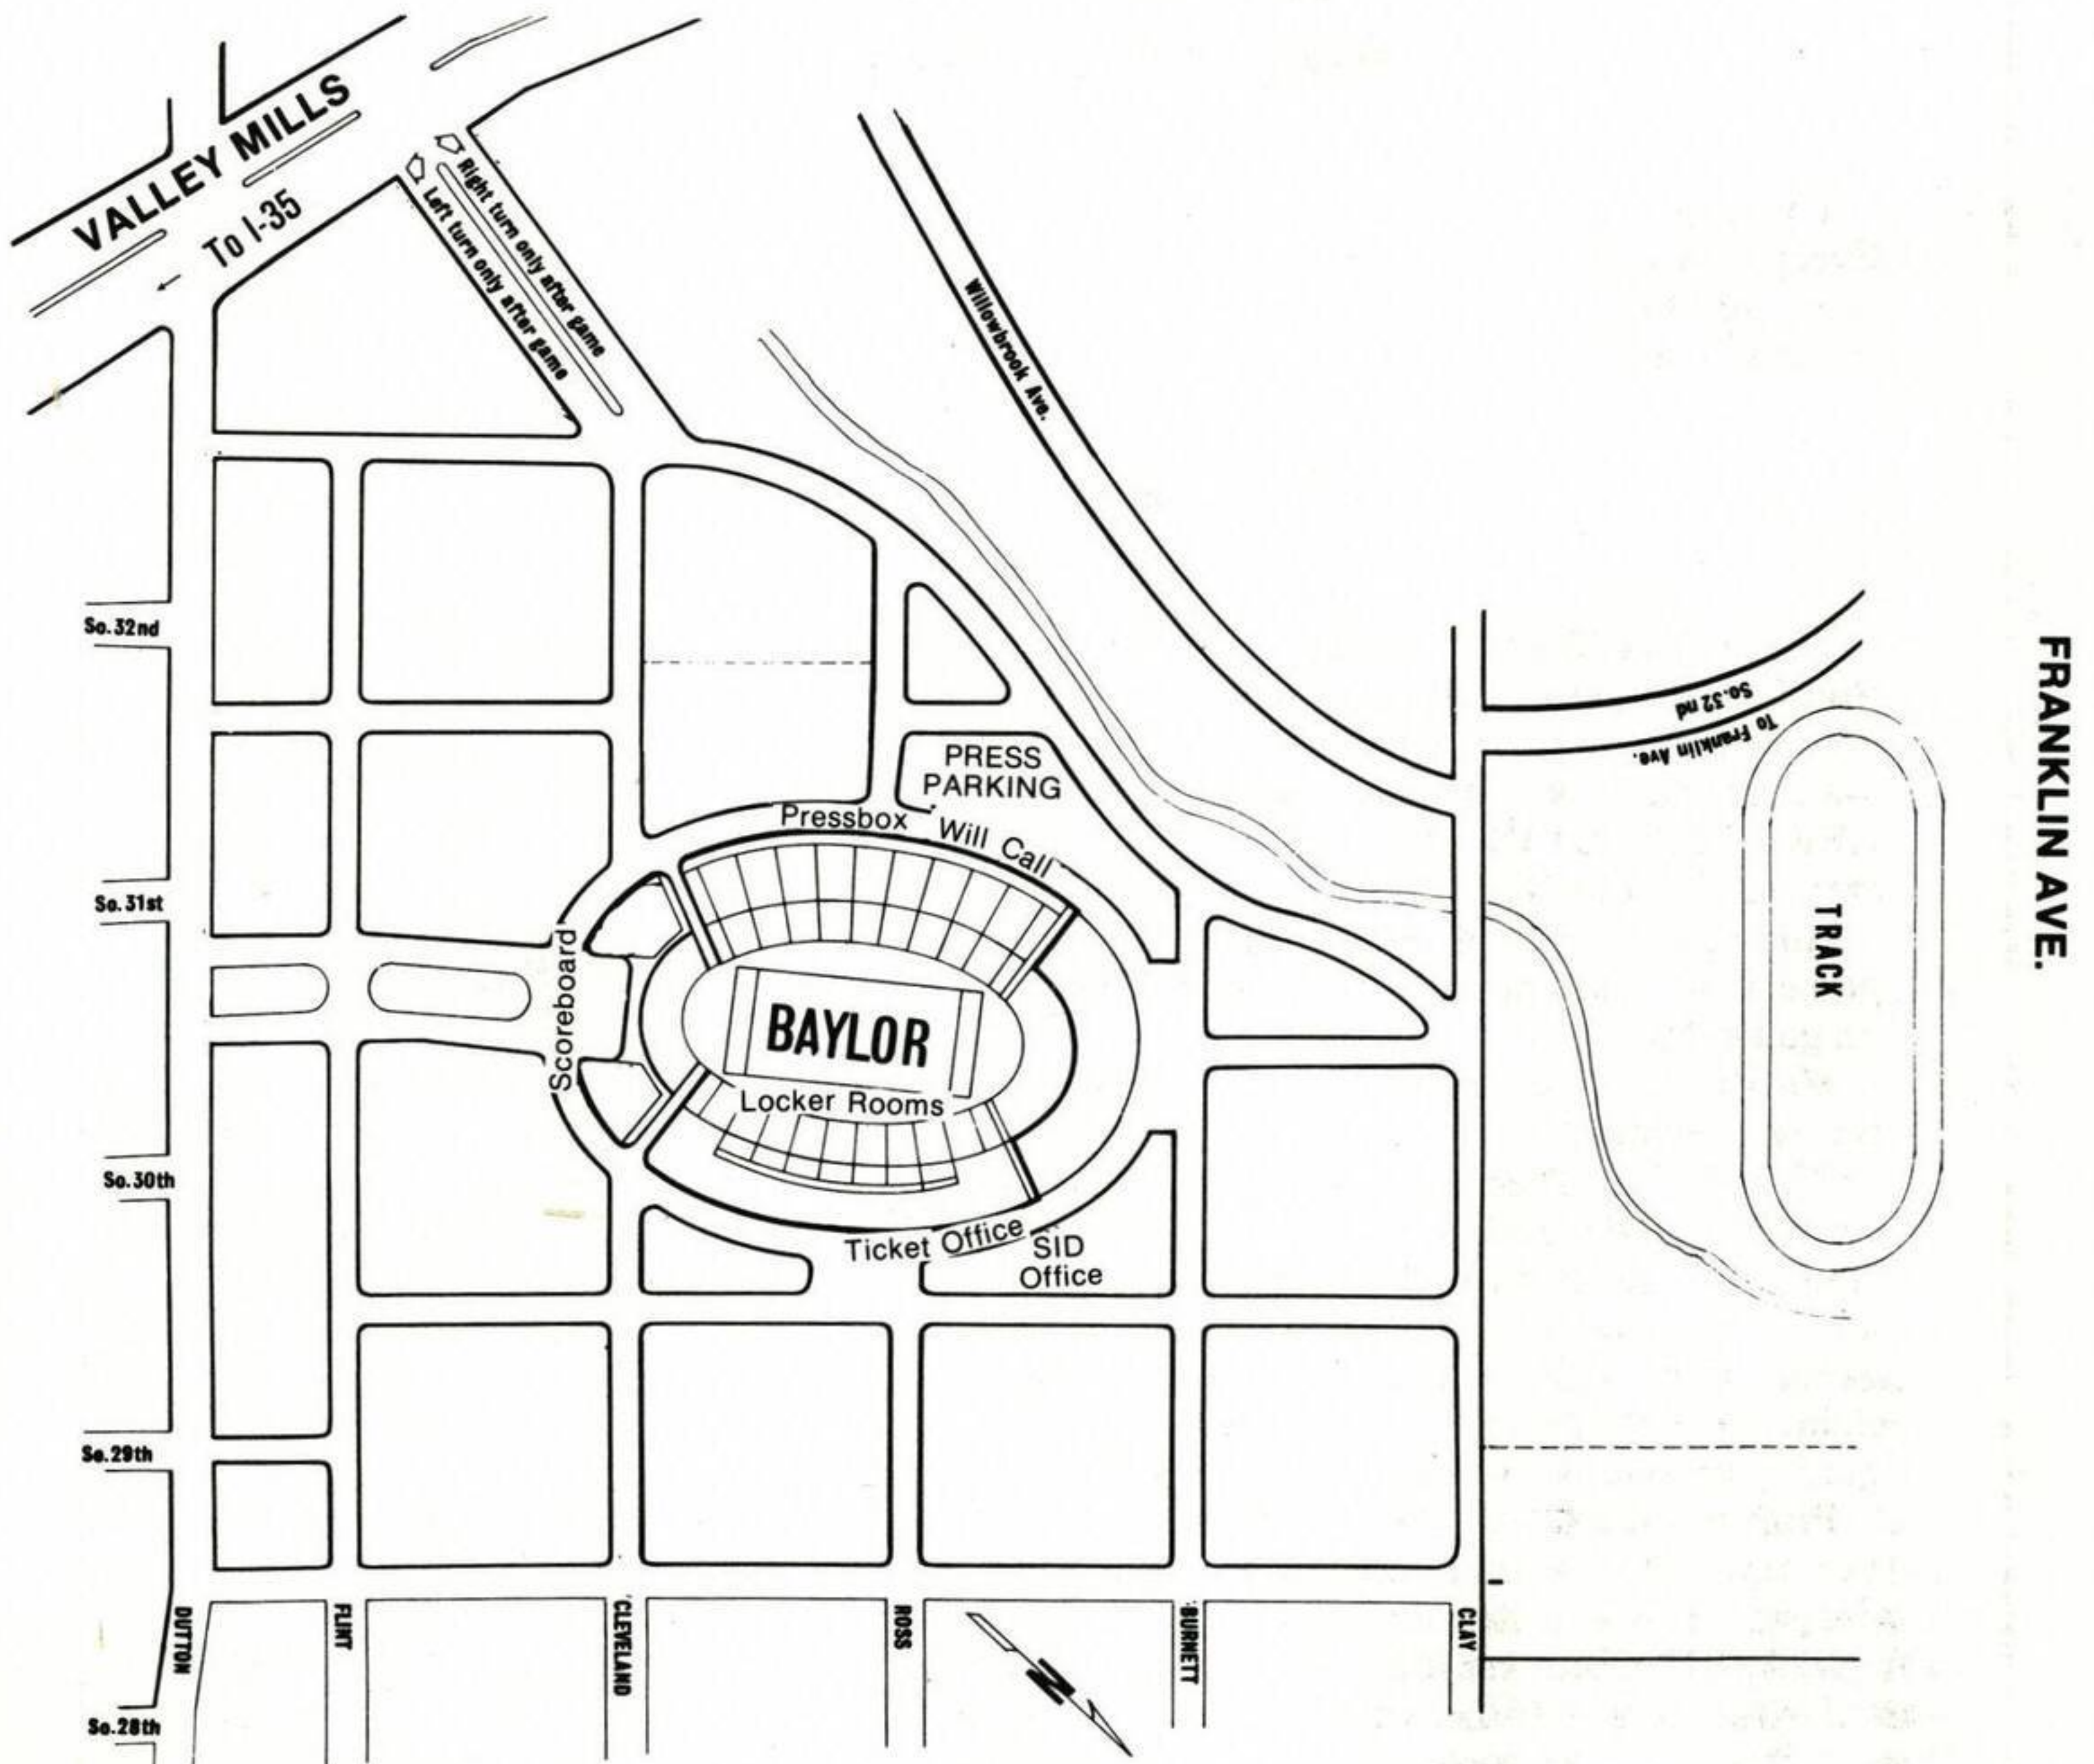 VALLEY MILLS
To I-35
Right turn only after game
Left turn only after game
Willowbrook Ave.
So.32nd
So.32 nd
To Franklin Ave.
FRANKLIN AVE.
PRESS
PARKING
Pressbox
Will Call
So.31st
TRACK
Scoreboard
BAYLOR
Locker Rooms
So.30th
Ticket Office
SID
Office
So.29th
DUTTON
FLINT
CLEVELAND
ROSS
N
BURNETT
CLAY
So.28th